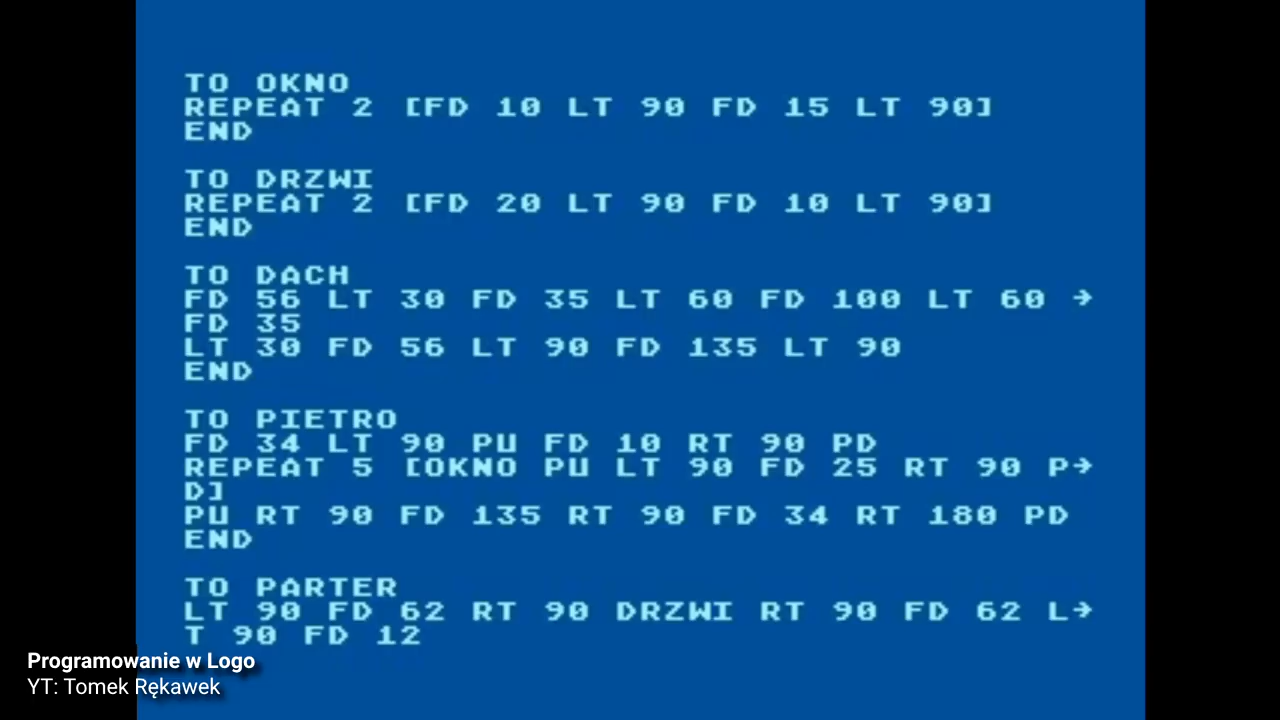 TO OKNO
REPEAT 2 [FD 10 LT 90 FD 15 LT 90]
END
TO DRZWI
REPEAT 2 [FD 20 LT 90 FD 10 LT 90]
END
TO DACH
FD 56 LT 30 FD 35 LT 60 FD 100 LT 60 →
FD 35
LT 30 FD 56 LT 90 FD 135 LT 90
END
TO PIETRO
FD 34 LT 90 PU FD 10 RT 90 PD
REPEAT 5 [OKNO PU LT 90 FD 25 RT 90 P→
D]
PU RT 90 FD 135 RT 90 FD 34 RT 180 PD
END
TO PARTER
LT 90 FD 62 RT 90 DRZWI RT 90 FD 62 L→
T 90 FD 12
Programowanie w Logo
YT: Tomek Rękawek